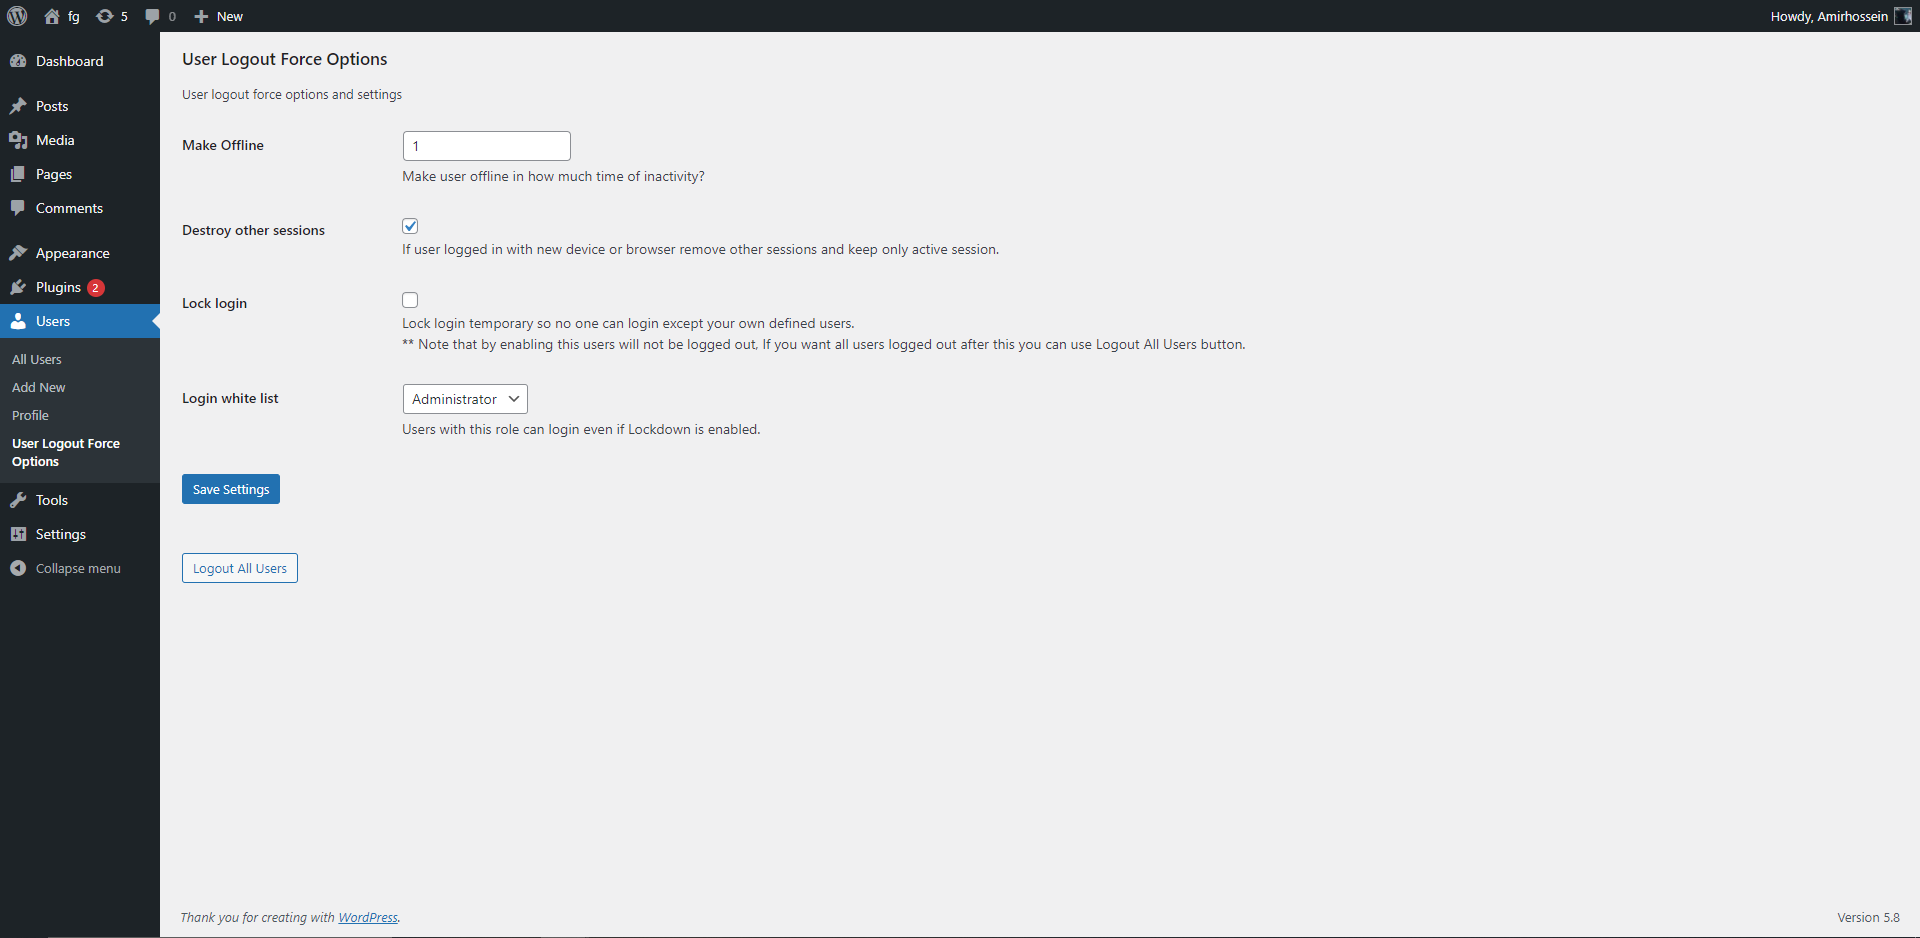 fg 5 0 New Howdy, Amirhossein
Dashboard
Posts
Media
Pages
Comments
Appearance
Plugins 2
Users
All Users
Add New
Profile
User Logout Force
Options
Tools
Settings
Collapse menu
User Logout Force Options
User logout force options and settings
Make Offline
1
Make user offline in how much time of inactivity?
Destroy other sessions
If user logged in with new device or browser remove other sessions and keep only active session.
Lock login
Lock login temporary so no one can login except your own defined users.
** Note that by enabling this users will not be logged out, If you want all users logged out after this you can use Logout All Users button.
Login white list
Administrator
Users with this role can login even if Lockdown is enabled.
Save Settings
Logout All Users
Thank you for creating with WordPress.
Version 5.8